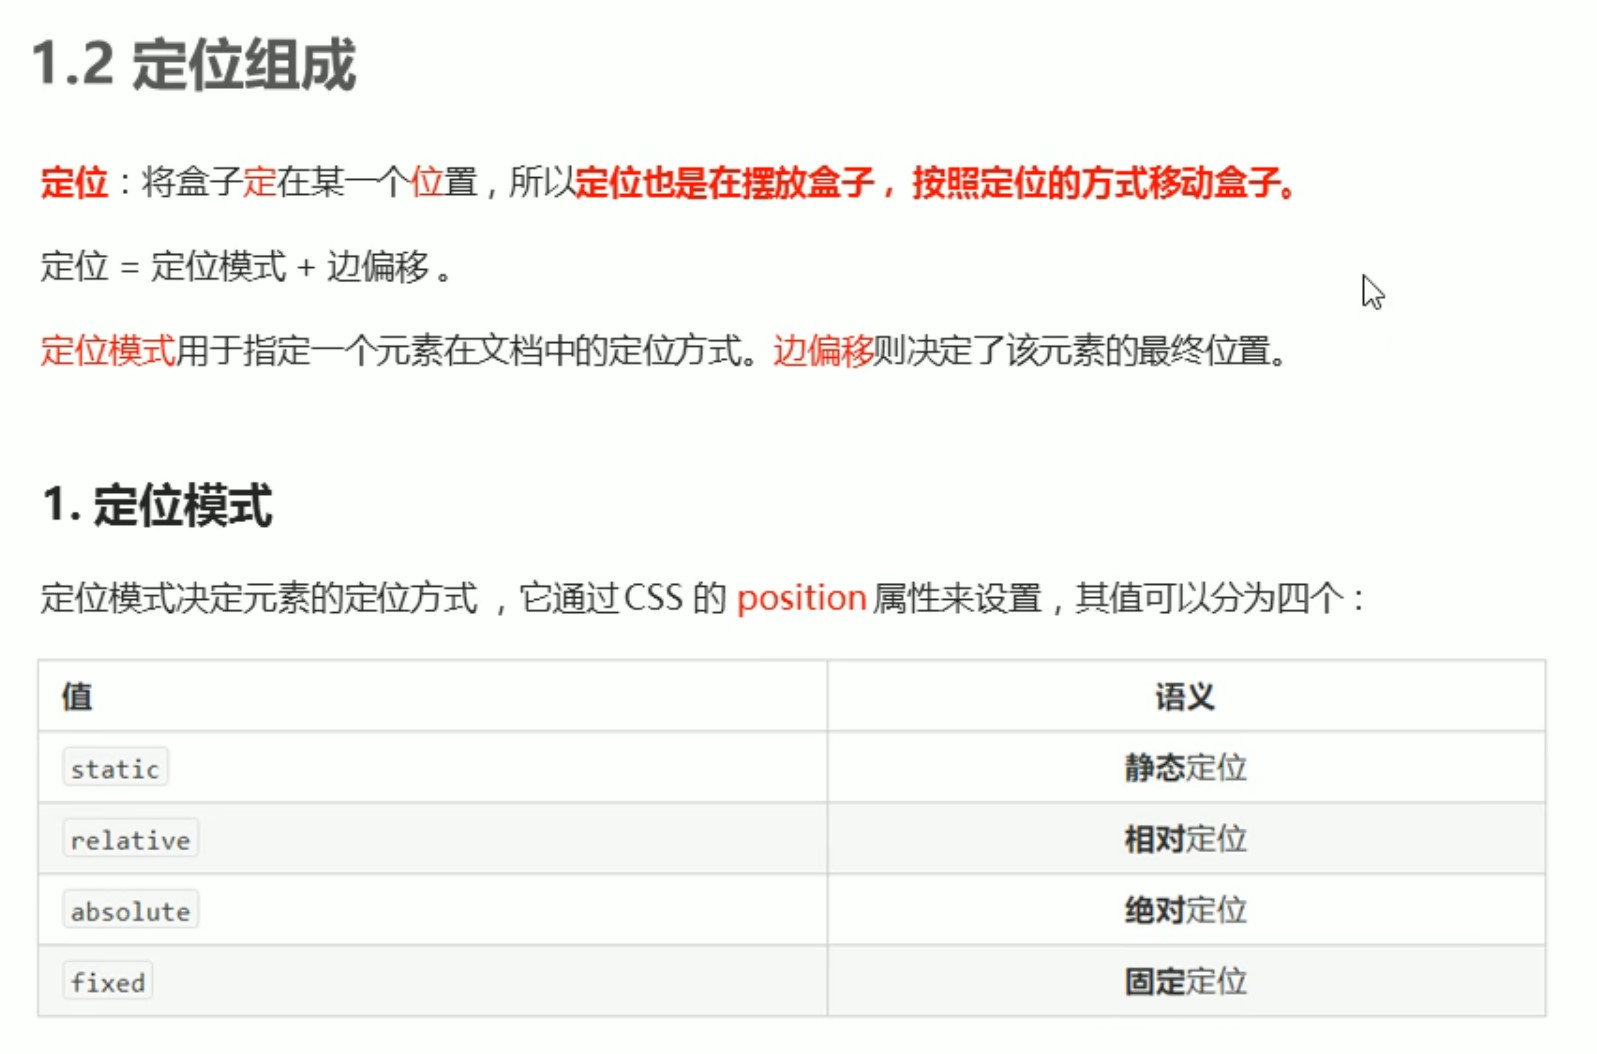 1.2 定位组成
定位：将盒子定在某一个位置，所以定位也是在摆放盒子，按照定位的方式移动盒子。
定位 = 定位模式 + 边偏移 。
定位模式用于指定一个元素在文档中的定位方式。边偏移则决定了该元素的最终位置。
1. 定位模式
定位模式决定元素的定位方式 ，它通过CSS 的 position 属性来设置，其值可以分为四个：
值 语义
static 静态定位
relative 相对定位
absolute 绝对定位
fixed 固定定位